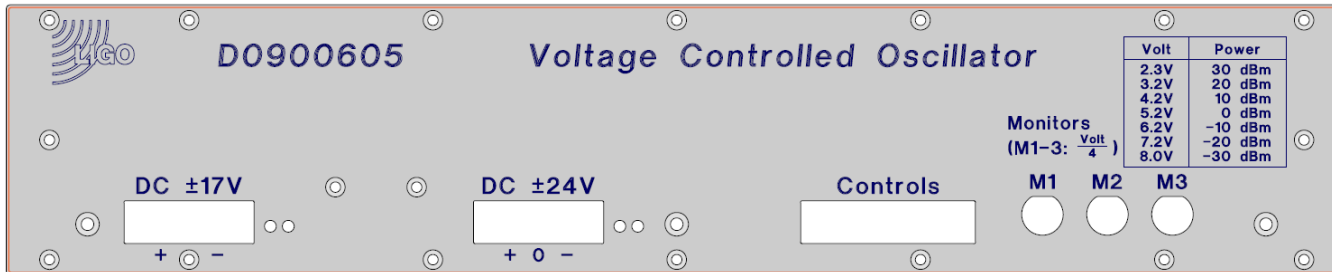 LIGO
D0900605
Voltage Controlled Oscillator
Volt Power
2.3V 30 dBm
3.2V 20 dBm
4.2V 10 dBm
5.2V 0 dBm
6.2V -10 dBm
7.2V -20 dBm
8.0V -30 dBm
Monitors
(M1-3: Volt/4)
DC ±17V
DC ±24V
Controls
M1 M2 M3
+ -
+ 0 -